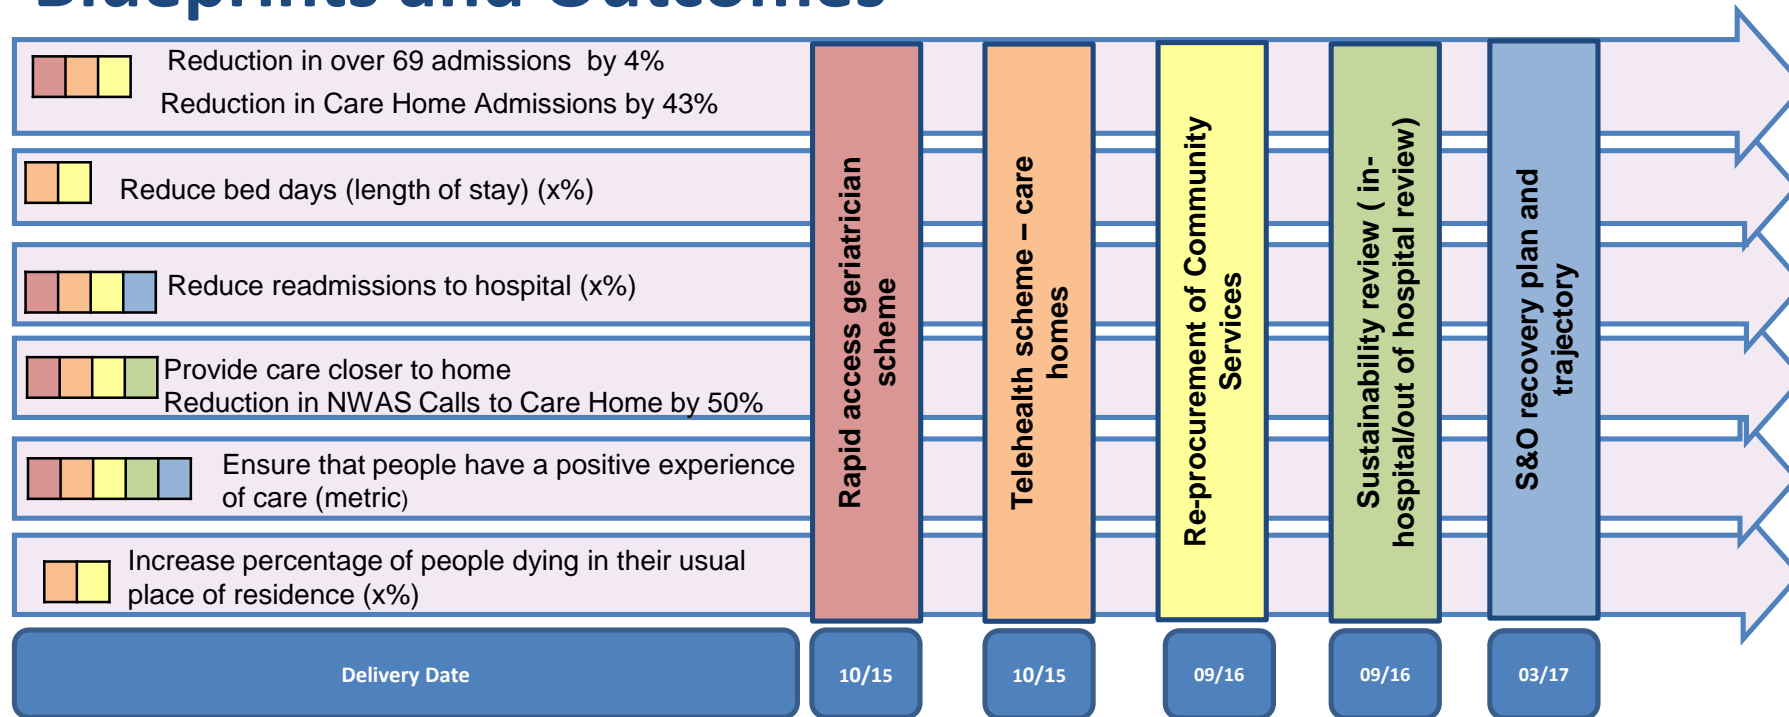 Blueprints and Outcomes
Reduction in over 69 admissions by 4%
Reduction in Care Home Admissions by 43%
Reduce bed days (length of stay) (x%)
Reduce readmissions to hospital (x%)
Provide care closer to home
Reduction in NWAS Calls to Care Home by 50%
Ensure that people have a positive experience
of care (metric)
Increase percentage of people dying in their usual
place of residence (x%)
Rapid access geriatrician
scheme
Telehealth scheme – care
homes
Re-procurement of Community
Services
Sustainability review ( in-
hospital/out of hospital review)
S&O recovery plan and
trajectory
Delivery Date
10/15
10/15
09/16
09/16
03/17